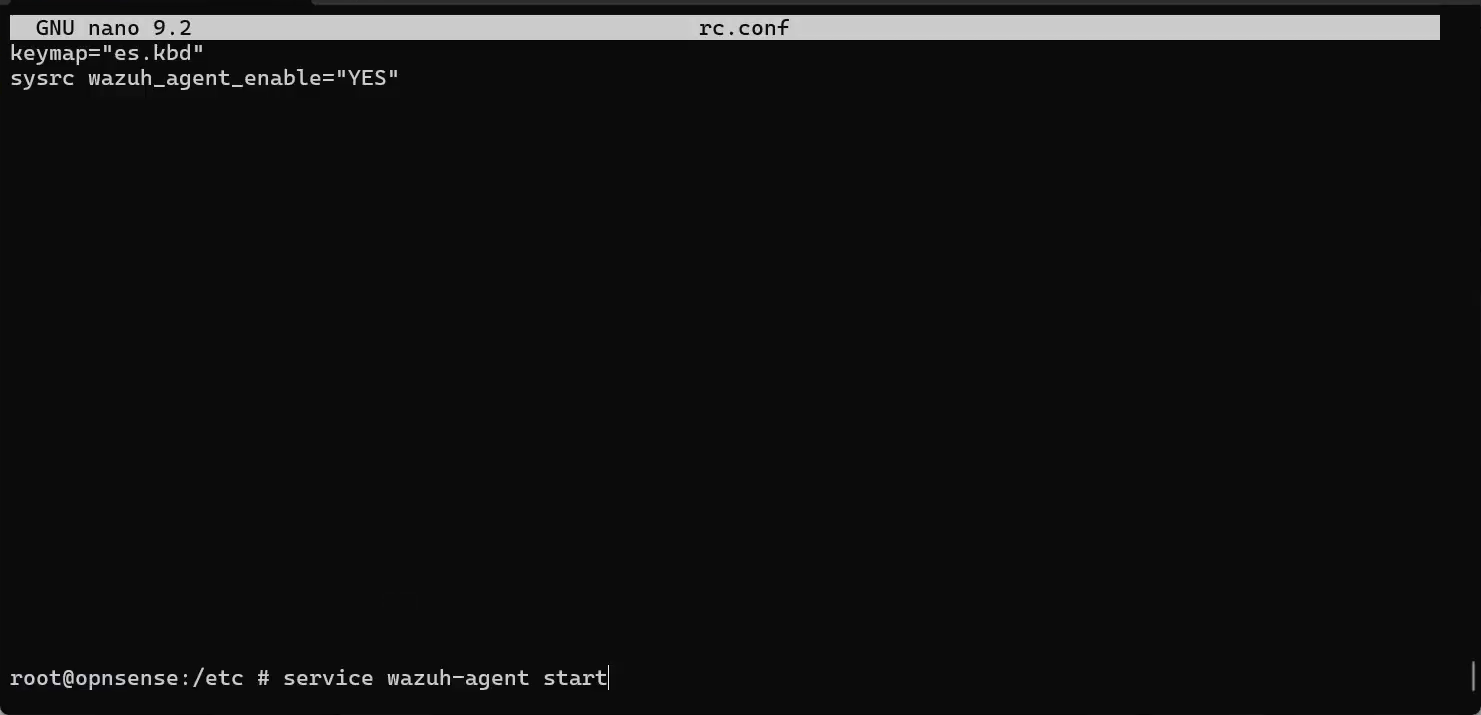 GNU nano 9.2 rc.conf
keymap="es.kbd"
sysrc wazuh_agent_enable="YES"
root@opnsense:/etc # service wazuh-agent start